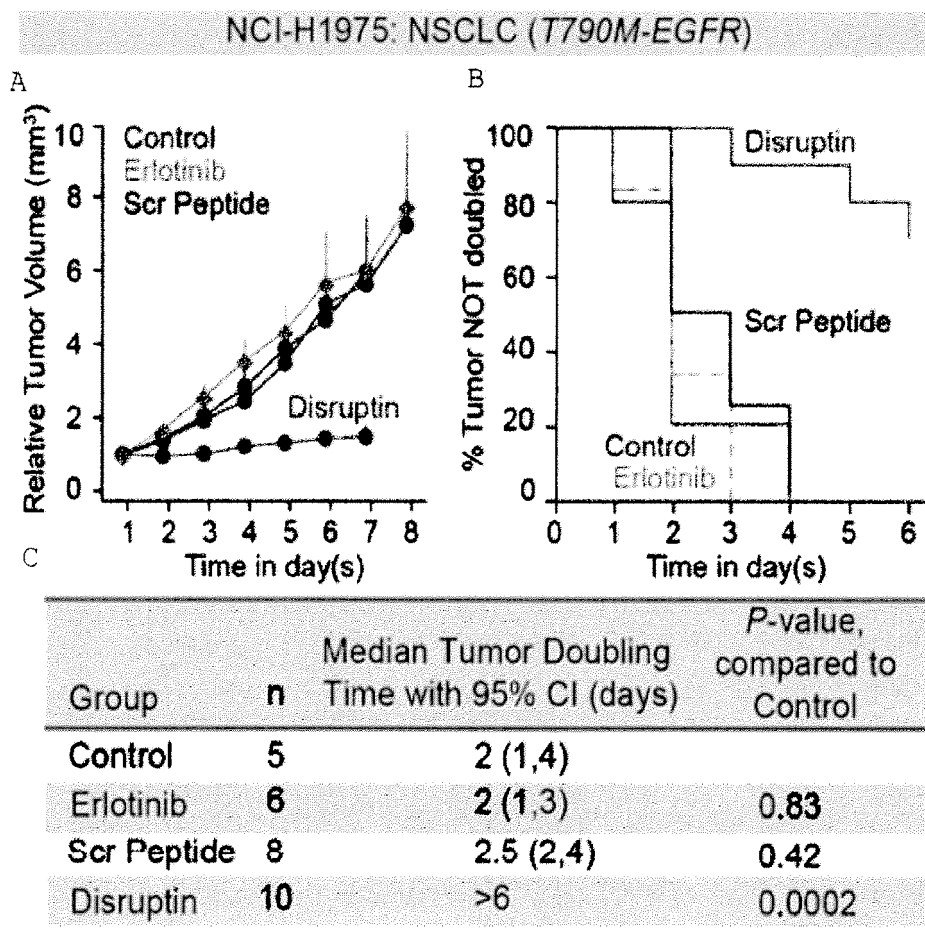 NCI-H1975: NSCLC (T790M-EGFR)
A
Relative Tumor Volume (mm³)
10
8
6
4
2
0
Control
Erlotinib
Scr Peptide
Disruptin
1 2 3 4 5 6 7 8
Time in day(s)
B
% Tumor NOT doubled
100
80
60
40
20
0
Disruptin
Scr Peptide
Control
Erlotinib
0 1 2 3 4 5 6
Time in day(s)
C
Group n Median Tumor Doubling
Time with 95% CI (days) P-value,
compared to
Control
Control 5 2 (1,4)
Erlotinib 6 2 (1,3) 0.83
Scr Peptide 8 2.5 (2,4) 0.42
Disruptin 10 >6 0.0002